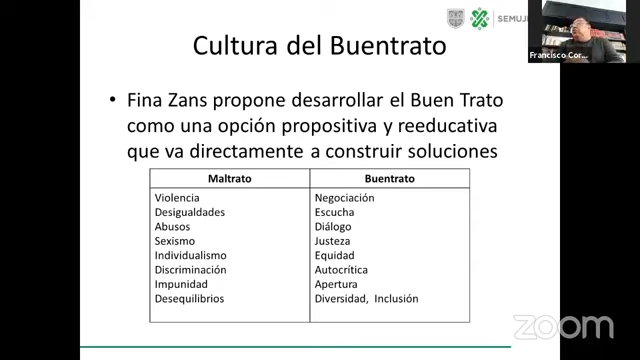 SEMUJE
Francisco Cor...
Cultura del Buentrato
• Fina Zans propone desarrollar el Buen Trato
como una opción propositiva y reeducativa
que va directamente a construir soluciones
Maltrato Buentrato
Violencia Negociación
Desigualdades Escucha
Abusos Diálogo
Sexismo Justeza
Individualismo Equidad
Discriminación Autocrítica
Impunidad Apertura
Desequilibrios Diversidad, Inclusión
zoom